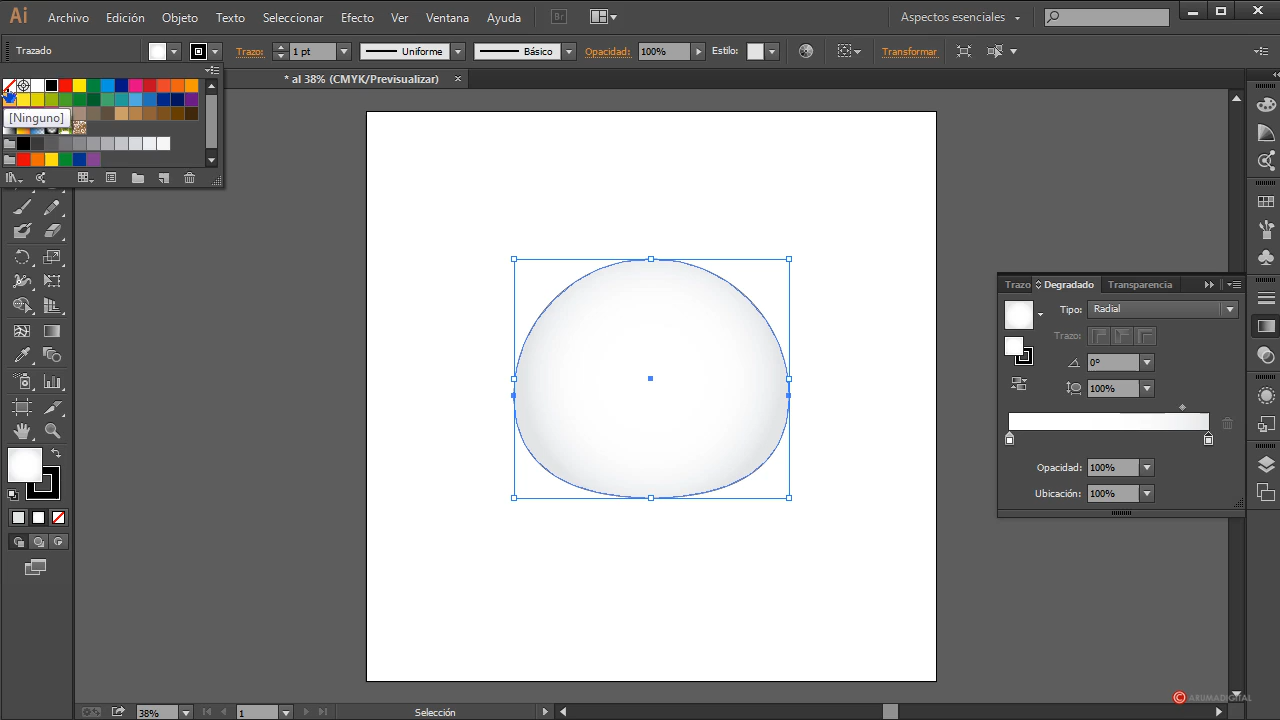 Ai Archivo Edición Objeto Texto Seleccionar Efecto Ver Ventana Ayuda Br Aspectos esenciales
Trazado Trazo: 1 pt Uniforme Básico Opacidad: 100% Estilo: Transformar
* al 38% (CMYK/Previsualizar)
[Ninguno]
Trazo Degradado Transparencia
Tipo: Radial
Trazo:
0°
100%
Opacidad: 100%
Ubicación: 100%
© ARUMADIGITAL
38% 1 Selección